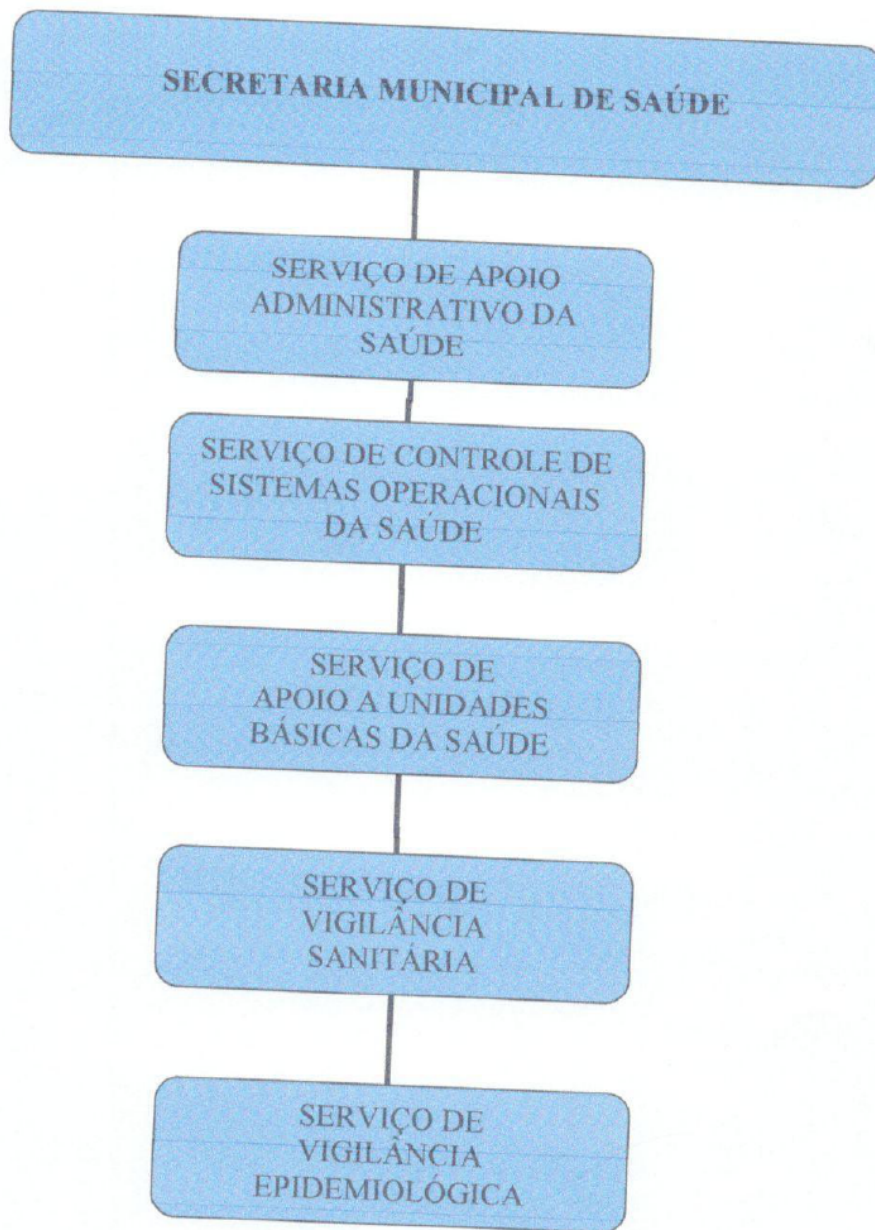 SECRETARIA MUNICIPAL DE SAÚDE
SERVIÇO DE APOIO
ADMINISTRATIVO DA
SAÚDE
SERVIÇO DE CONTROLE DE
SISTEMAS OPERACIONAIS
DA SAÚDE
SERVIÇO DE
APOIO A UNIDADES
BÁSICAS DA SAÚDE
SERVIÇO DE
VIGILÂNCIA
SANITÁRIA
SERVIÇO DE
VIGILÂNCIA
EPIDEMIOLÓGICA